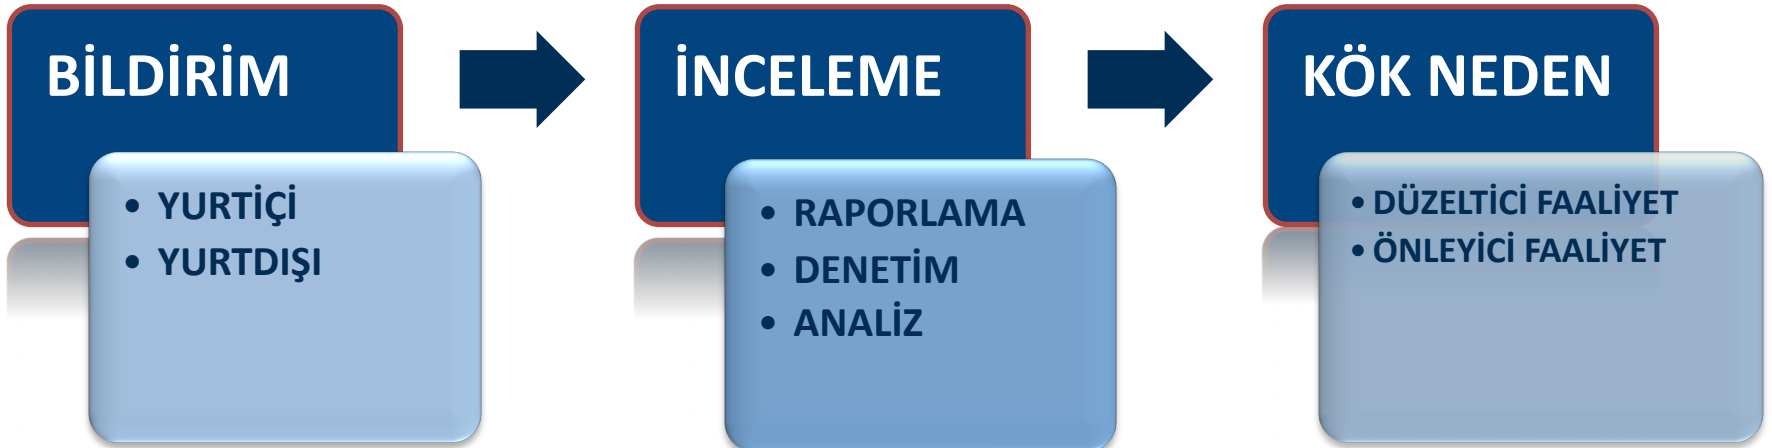 BİLDİRİM
• YURTİÇİ
• YURTDIŞI
İNCELEME
• RAPORLAMA
• DENETİM
• ANALİZ
KÖK NEDEN
• DÜZELTİCİ FAALİYET
• ÖNLEYİCİ FAALİYET